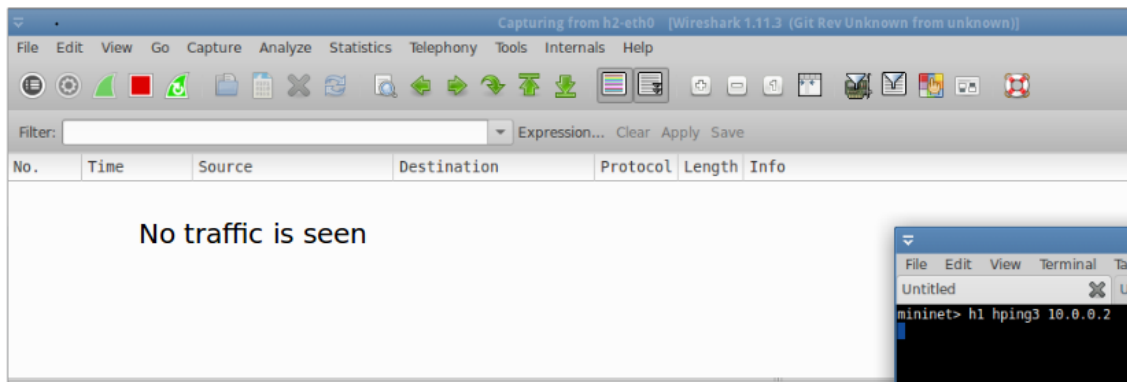 Capturing from h2-eth0 [Wireshark 1.11.3 (Git Rev Unknown from unknown)]
File Edit View Go Capture Analyze Statistics Telephony Tools Internals Help
Filter: Expression... Clear Apply Save
No. Time Source Destination Protocol Length Info
No traffic is seen
File Edit View Terminal Ta
Untitled U
mininet> h1 hping3 10.0.0.2